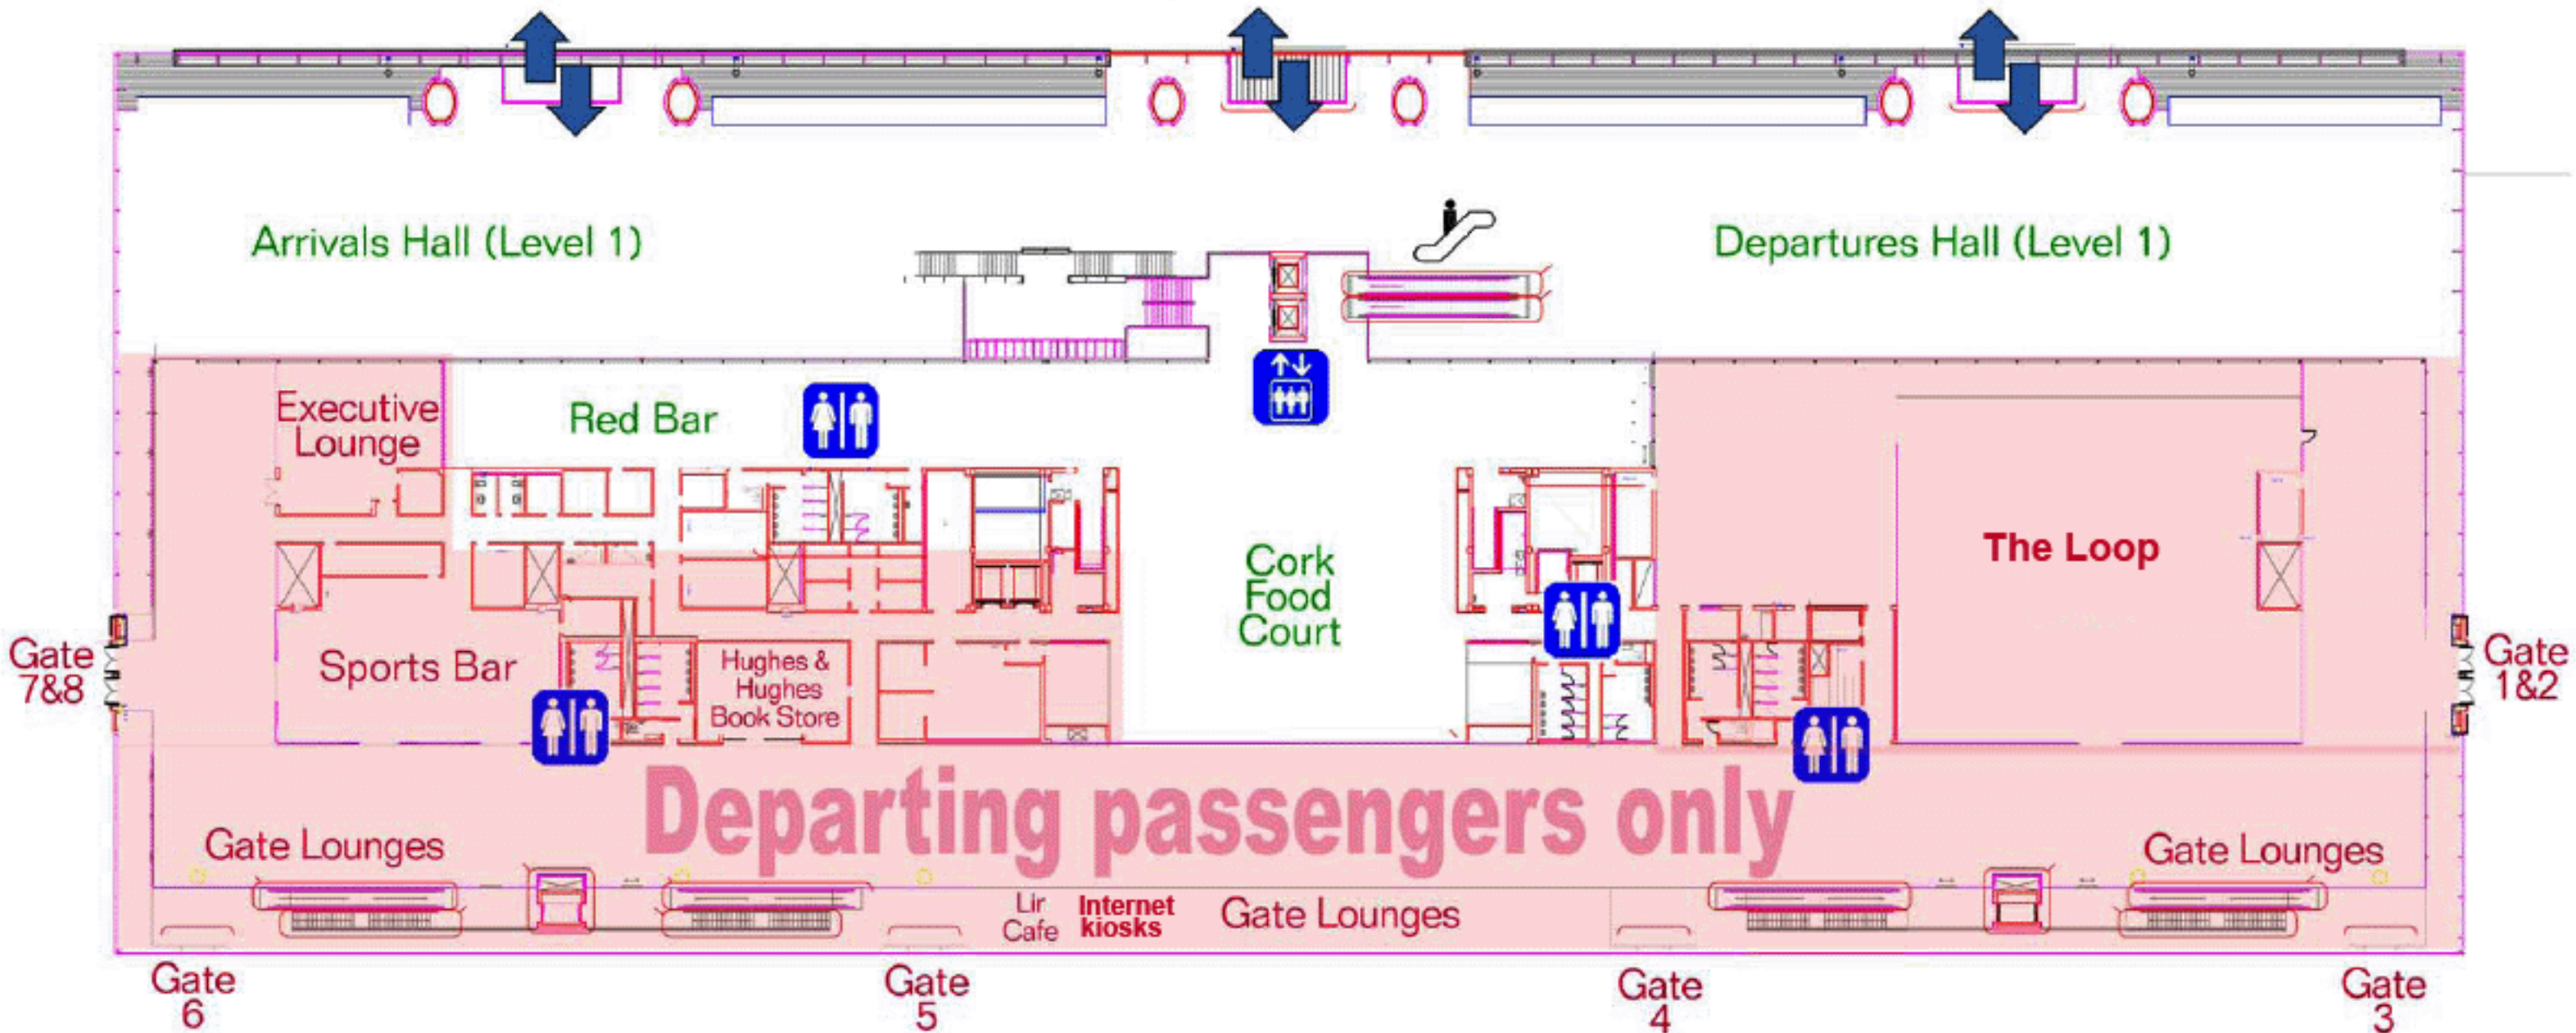 Arrivals Hall (Level 1)
Departures Hall (Level 1)
Executive
Lounge
Red Bar
The Loop
Cork
Food
Court
Gate
7&8
Sports Bar
Hughes &
Hughes
Book Store
Gate
1&2
Departing passengers only
Gate Lounges
Gate Lounges
Lir
Cafe
Internet
kiosks
Gate Lounges
Gate
6
Gate
5
Gate
4
Gate
3